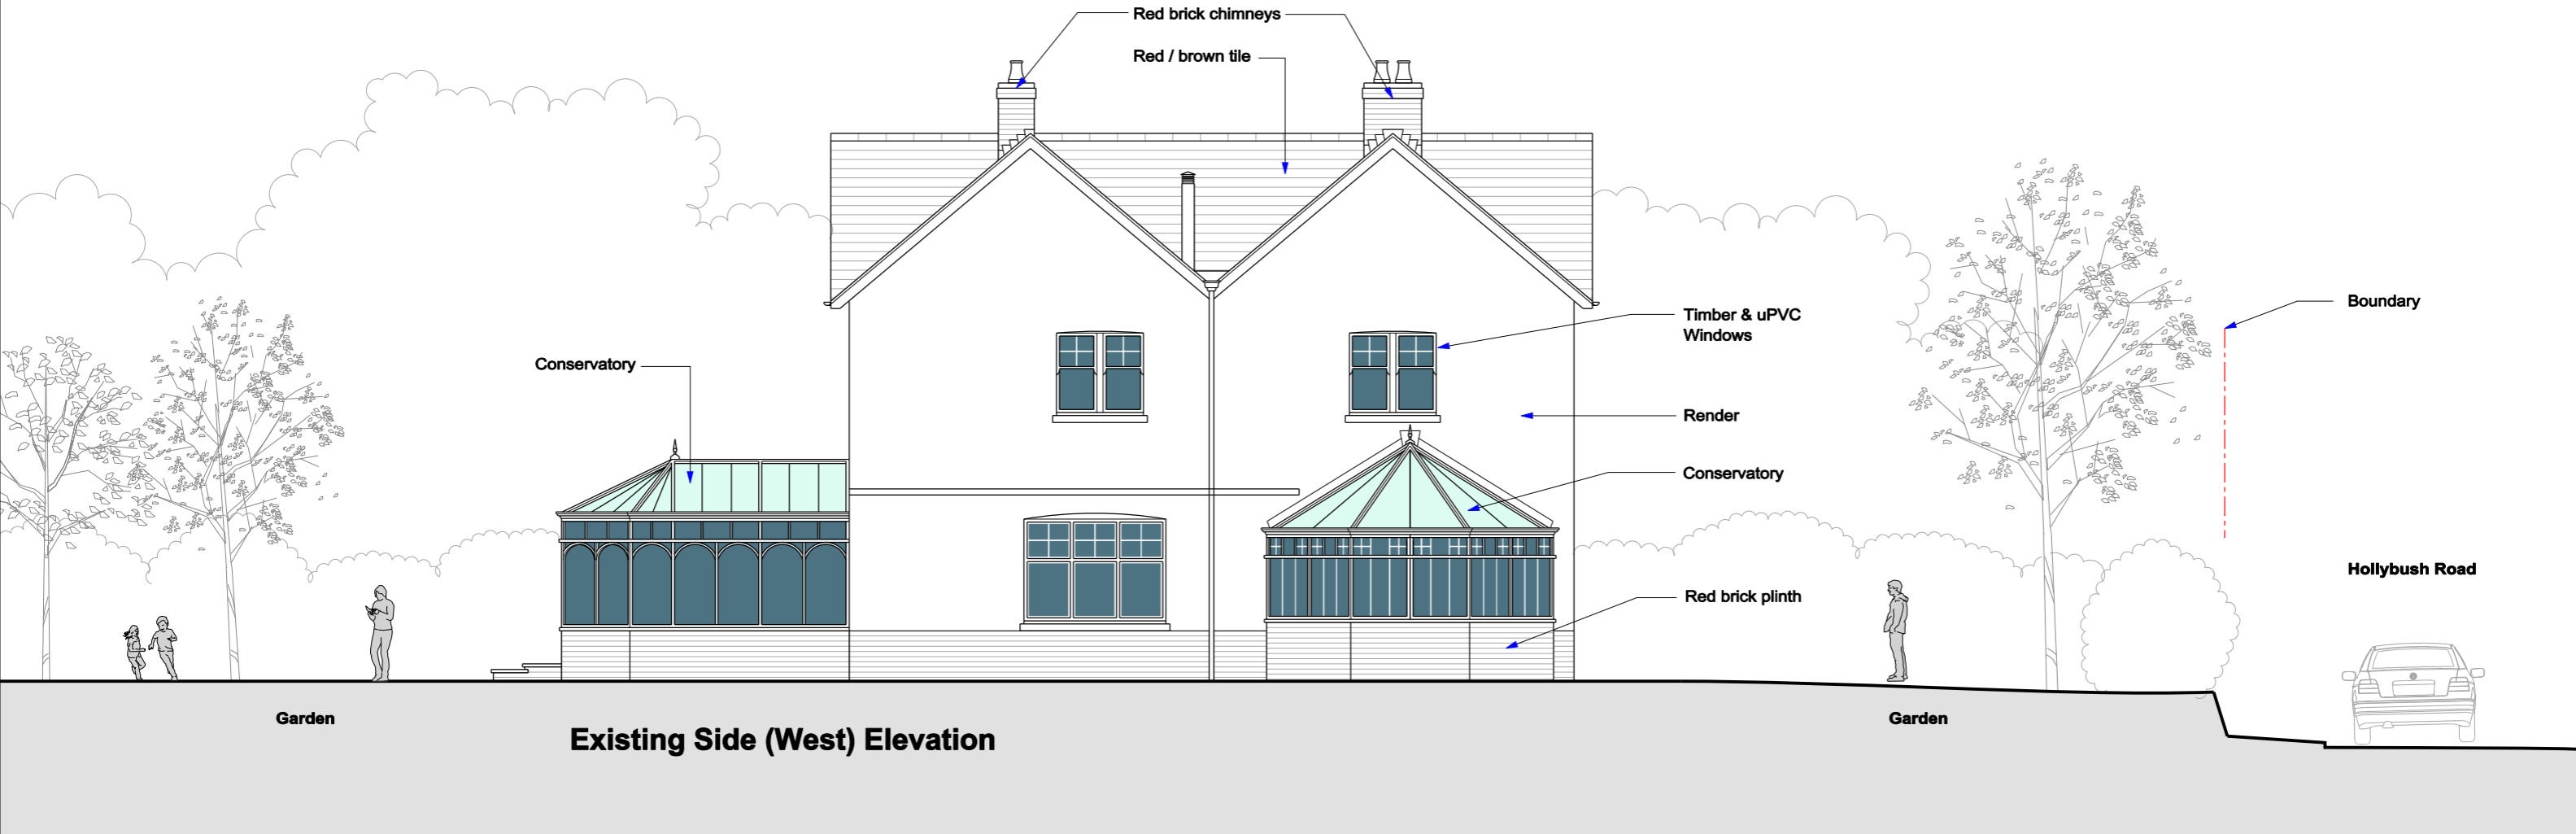 Red brick chimneys
Red / brown tile
Boundary
Timber & uPVC
Windows
Conservatory
Render
Conservatory
Hollybush Road
Red brick plinth
Garden
Garden
Existing Side (West) Elevation